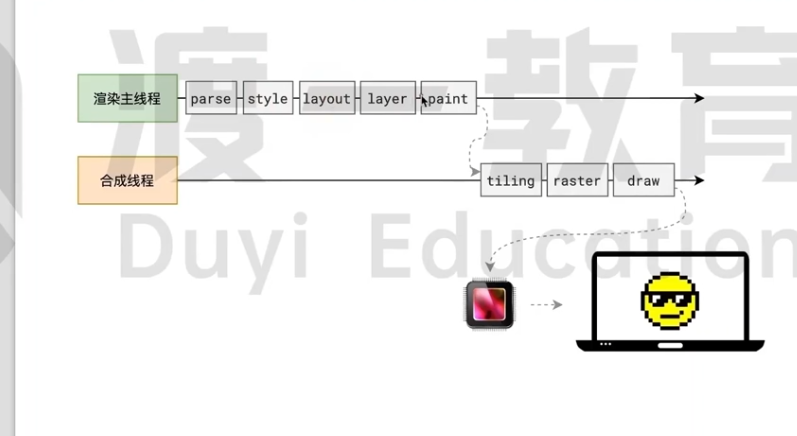 渡一教育
渲染主线程 parse style layout layer paint
合成线程 tiling raster draw
Duyi Education